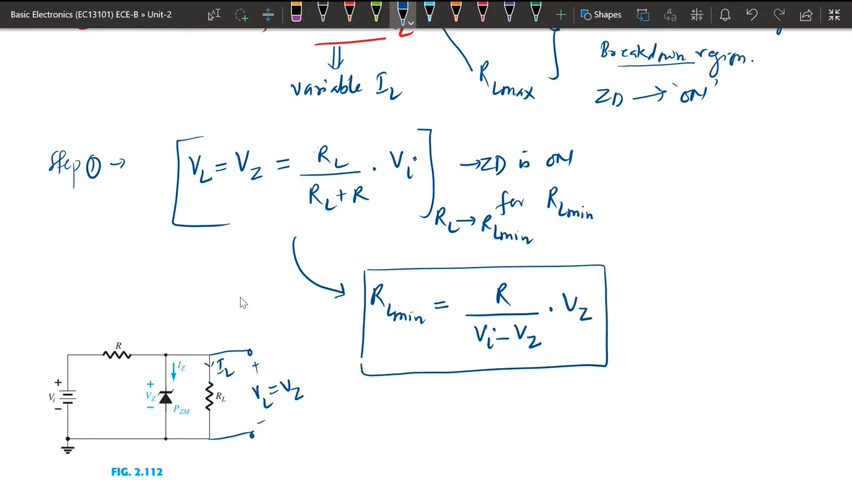 Basic Electronics (EC13101) ECE-B » Unit-2
Shapes
variable I_L
R_Lmax
Breakdown region.
ZD → 'ON'
Step ① →
[V_L = V_Z = R_L / (R_L + R) . V_i] R_L → R_Lmin
→ ZD is ON
for R_Lmin
R_Lmin = R / (V_i - V_Z) . V_Z
R
I_Z
I_L
+
V_i
-
+
V_Z
-
P_ZM
R_L
+
V_L = V_Z
-
FIG. 2.112